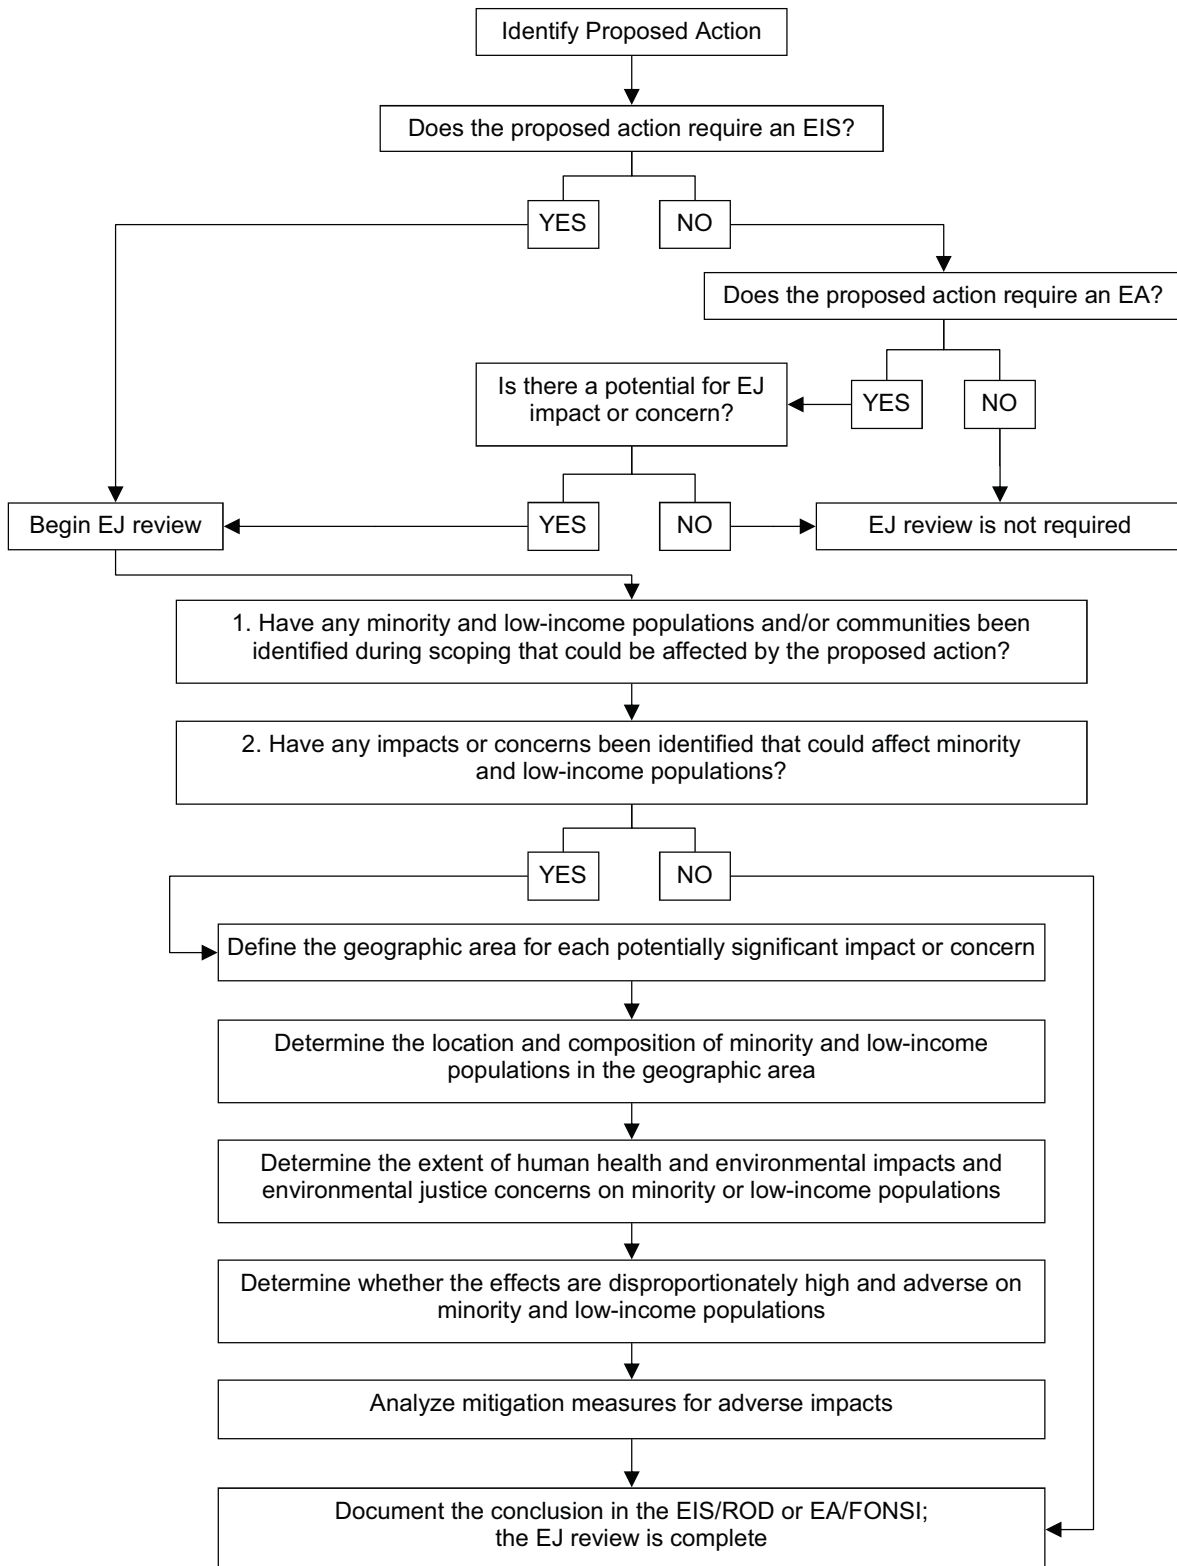 Identify Proposed Action
Does the proposed action require an EIS?
YES
NO
Does the proposed action require an EA?
Is there a potential for EJ
impact or concern?
YES
NO
Begin EJ review
YES
NO
EJ review is not required
1. Have any minority and low-income populations and/or communities been
identified during scoping that could be affected by the proposed action?
2. Have any impacts or concerns been identified that could affect minority
and low-income populations?
YES
NO
Define the geographic area for each potentially significant impact or concern
Determine the location and composition of minority and low-income
populations in the geographic area
Determine the extent of human health and environmental impacts and
environmental justice concerns on minority or low-income populations
Determine whether the effects are disproportionately high and adverse on
minority and low-income populations
Analyze mitigation measures for adverse impacts
Document the conclusion in the EIS/ROD or EA/FONSI;
the EJ review is complete